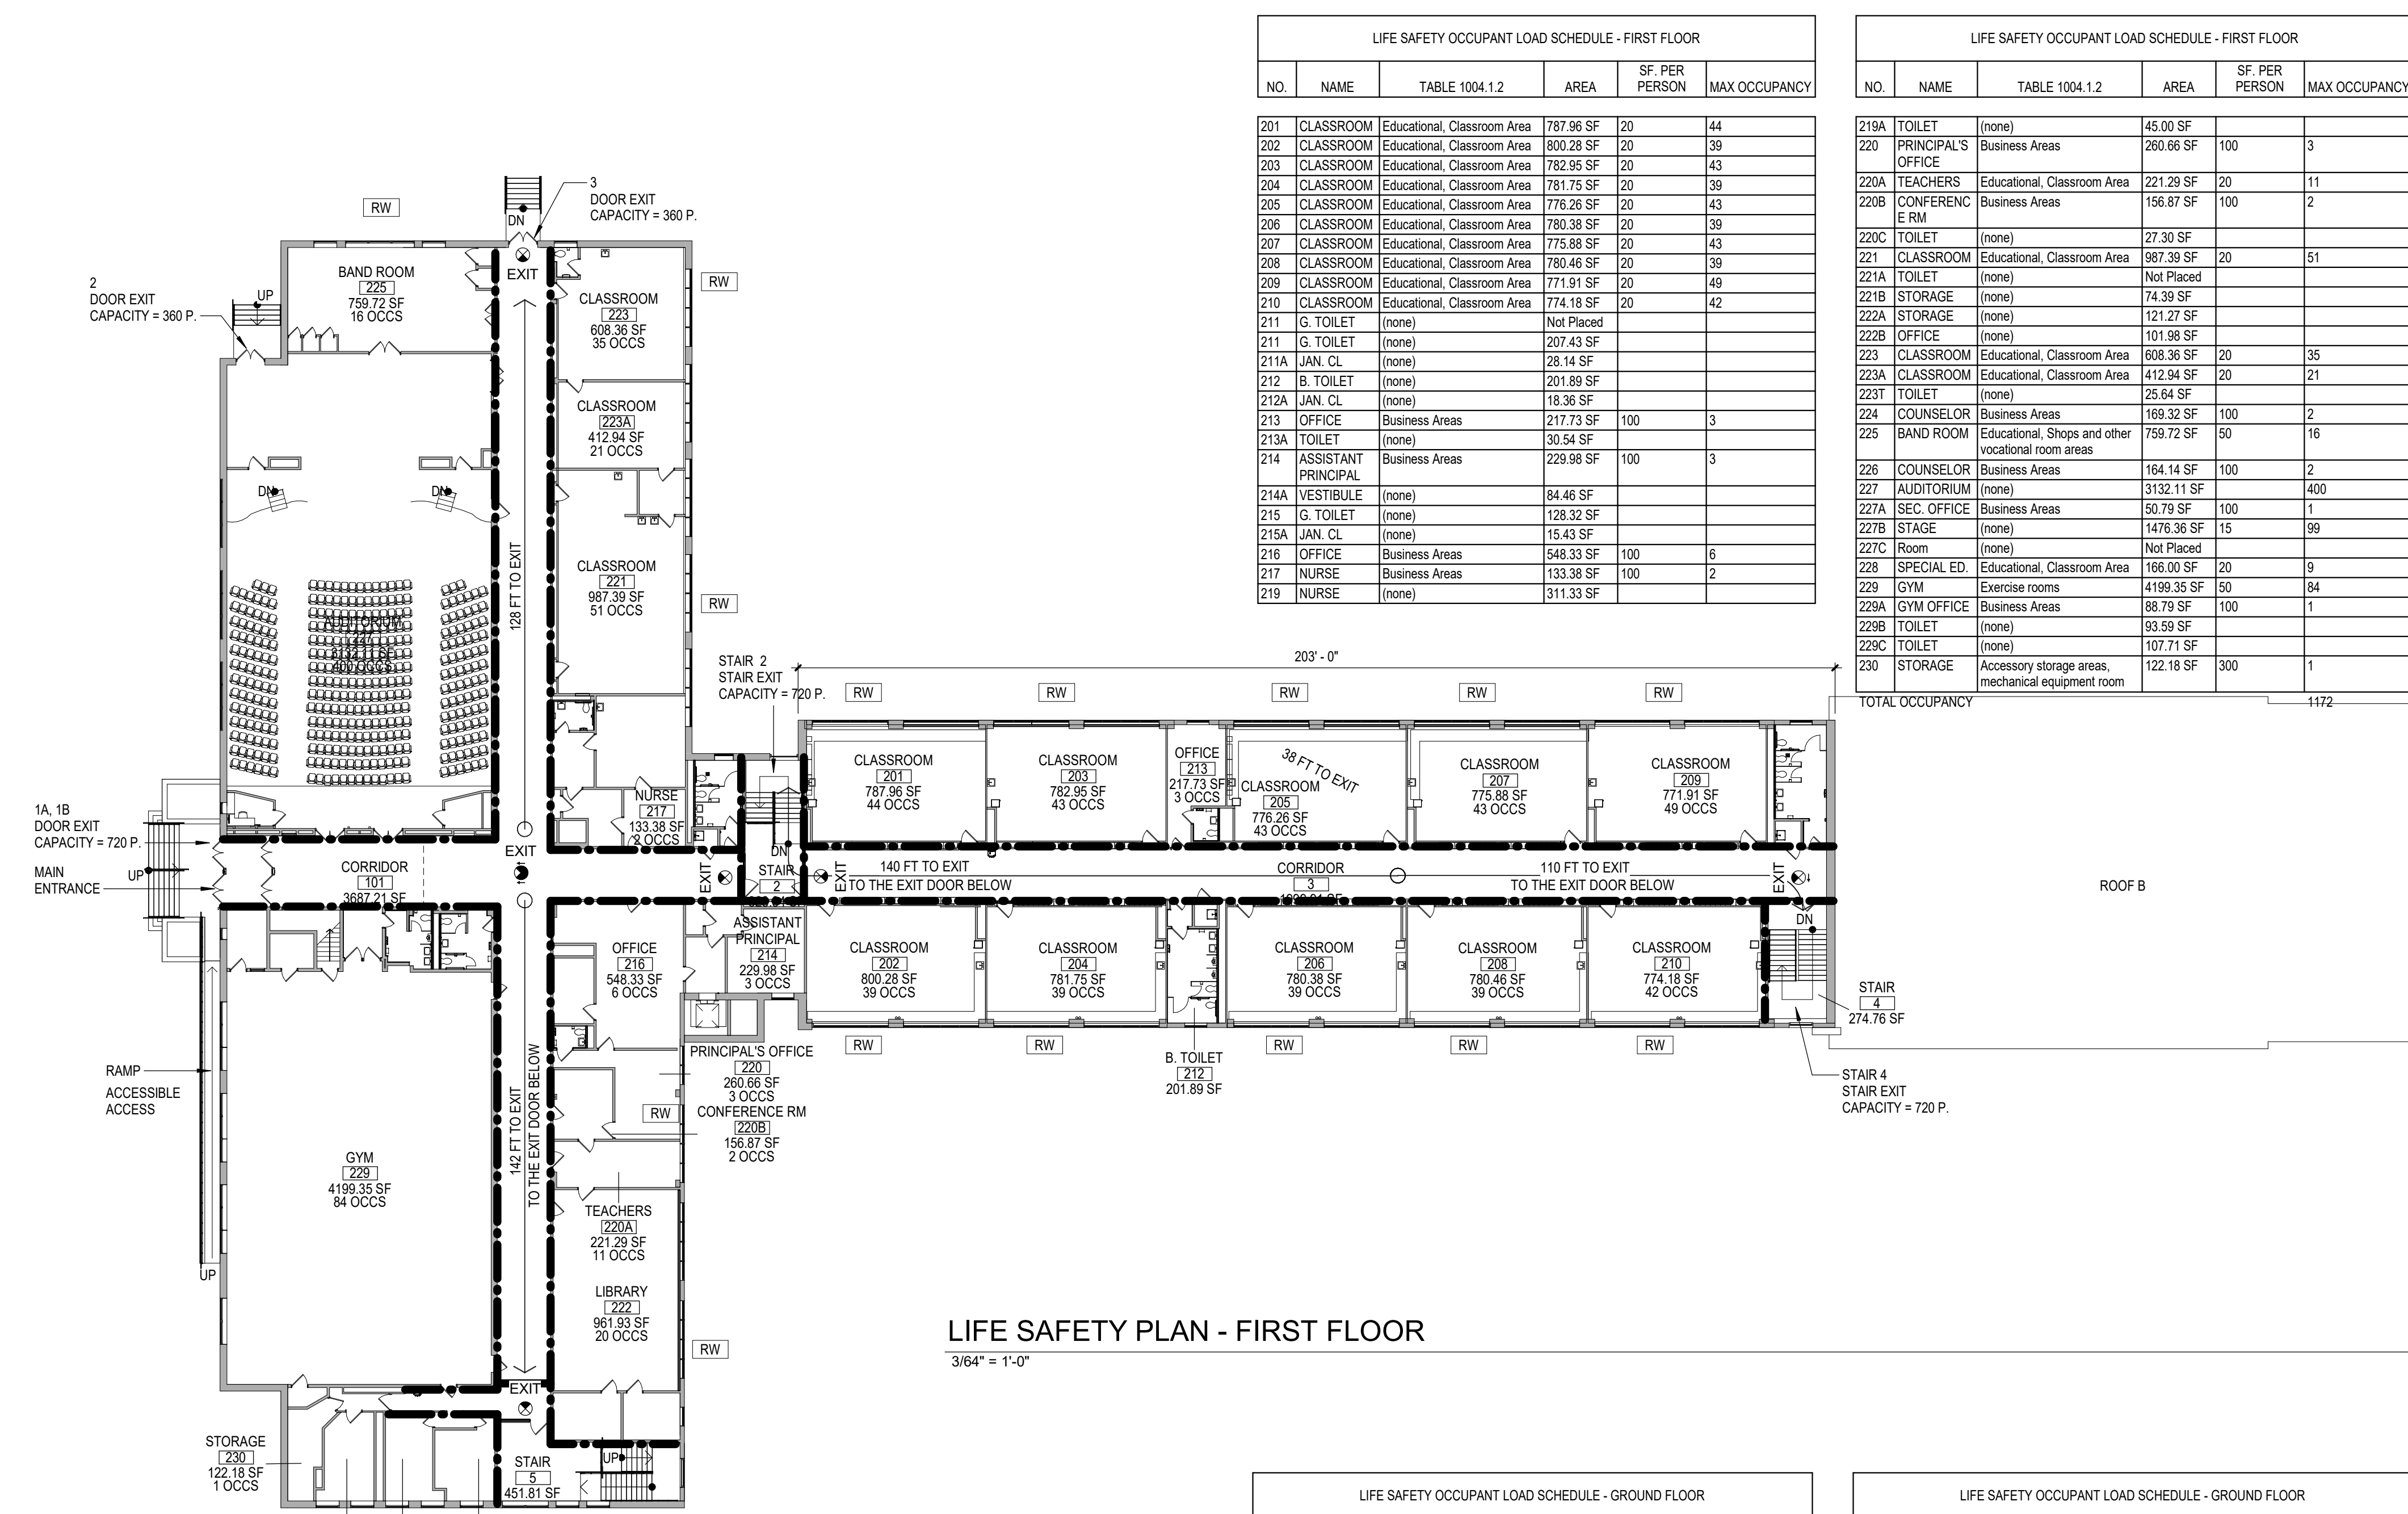 LIFE SAFETY OCCUPANT LOAD SCHEDULE - FIRST FLOOR
NO. NAME TABLE 1004.1.2 AREA SF. PER PERSON MAX OCCUPANCY
201 CLASSROOM Educational, Classroom Area 787.96 SF 20 44
202 CLASSROOM Educational, Classroom Area 800.28 SF 20 39
203 CLASSROOM Educational, Classroom Area 782.95 SF 20 43
204 CLASSROOM Educational, Classroom Area 781.75 SF 20 39
205 CLASSROOM Educational, Classroom Area 776.26 SF 20 43
206 CLASSROOM Educational, Classroom Area 780.38 SF 20 39
207 CLASSROOM Educational, Classroom Area 775.88 SF 20 43
208 CLASSROOM Educational, Classroom Area 780.46 SF 20 39
209 CLASSROOM Educational, Classroom Area 771.91 SF 20 49
210 CLASSROOM Educational, Classroom Area 774.18 SF 20 42
211 G. TOILET (none) Not Placed
211 G. TOILET (none) 207.43 SF
211A JAN. CL (none) 28.14 SF
212 B. TOILET (none) 201.89 SF
212A JAN. CL (none) 18.36 SF
213 OFFICE Business Areas 217.73 SF 100 3
213A TOILET (none) 30.54 SF
214 ASSISTANT PRINCIPAL Business Areas 229.98 SF 100 3
214A VESTIBULE (none) 84.46 SF
215 G. TOILET (none) 128.32 SF
215A JAN. CL (none) 15.43 SF
216 OFFICE Business Areas 548.33 SF 100 6
217 NURSE Business Areas 133.38 SF 100 2
219 NURSE (none) 311.33 SF
LIFE SAFETY OCCUPANT LOAD SCHEDULE - FIRST FLOOR
NO. NAME TABLE 1004.1.2 AREA SF. PER PERSON MAX OCCUPANCY
219A TOILET (none) 45.00 SF
220 PRINCIPAL'S OFFICE Business Areas 260.66 SF 100 3
220A TEACHERS Educational, Classroom Area 221.29 SF 20 11
220B CONFERENC E RM Business Areas 156.87 SF 100 2
220C TOILET (none) 27.30 SF
221 CLASSROOM Educational, Classroom Area 987.39 SF 20 51
221A TOILET (none) Not Placed
221B STORAGE (none) 74.39 SF
222A STORAGE (none) 121.27 SF
222B OFFICE (none) 101.98 SF
223 CLASSROOM Educational, Classroom Area 608.36 SF 20 35
223A CLASSROOM Educational, Classroom Area 412.94 SF 20 21
223T TOILET (none) 25.64 SF
224 COUNSELOR Business Areas 169.32 SF 100 2
225 BAND ROOM Educational, Shops and other vocational room areas 759.72 SF 50 16
226 COUNSELOR Business Areas 164.14 SF 100 2
227 AUDITORIUM (none) 3132.11 SF 400
227A SEC. OFFICE Business Areas 50.79 SF 100 1
227B STAGE (none) 1476.36 SF 15 99
227C Room (none) Not Placed
228 SPECIAL ED. Educational, Classroom Area 166.00 SF 20 9
229 GYM Exercise rooms 4199.35 SF 50 84
229A GYM OFFICE Business Areas 88.79 SF 100 1
229B TOILET (none) 93.59 SF
229C TOILET (none) 107.71 SF
230 STORAGE Accessory storage areas, mechanical equipment room 122.18 SF 300 1
TOTAL OCCUPANCY 1172
RW
3
DOOR EXIT
CAPACITY = 360 P.
DN
EXIT
2
DOOR EXIT
CAPACITY = 360 P.
UP
BAND ROOM
225
759.72 SF
16 OCCS
CLASSROOM
223
608.36 SF
35 OCCS
RW
CLASSROOM
223A
412.94 SF
21 OCCS
DN
DN
128 FT TO EXIT
CLASSROOM
221
987.39 SF
51 OCCS
RW
AUDITORIUM
227
3132.11 SF
400 OCCS
STAIR 2
STAIR EXIT
CAPACITY = 720 P.
203' - 0"
RW
RW
RW
RW
RW
CLASSROOM
201
787.96 SF
44 OCCS
CLASSROOM
203
782.95 SF
43 OCCS
OFFICE
213
217.73 SF
3 OCCS
38 FT TO EXIT
CLASSROOM
205
776.26 SF
43 OCCS
CLASSROOM
207
775.88 SF
43 OCCS
CLASSROOM
209
771.91 SF
49 OCCS
NURSE
217
133.38 SF
2 OCCS
1A, 1B
DOOR EXIT
CAPACITY = 720 P.
MAIN
ENTRANCE
UP
CORRIDOR
101
3687.21 SF
EXIT
EXIT
DN
STAIR
2
EXIT
140 FT TO EXIT
TO THE EXIT DOOR BELOW
CORRIDOR
3
110 FT TO EXIT
TO THE EXIT DOOR BELOW
EXIT
DN
ROOF B
ASSISTANT
PRINCIPAL
214
229.98 SF
3 OCCS
OFFICE
216
548.33 SF
6 OCCS
CLASSROOM
202
800.28 SF
39 OCCS
CLASSROOM
204
781.75 SF
39 OCCS
CLASSROOM
206
780.38 SF
39 OCCS
CLASSROOM
208
780.46 SF
39 OCCS
CLASSROOM
210
774.18 SF
42 OCCS
STAIR
4
274.76 SF
RW
RW
RW
RW
RW
B. TOILET
212
201.89 SF
STAIR 4
STAIR EXIT
CAPACITY = 720 P.
RAMP
ACCESSIBLE
ACCESS
UP
142 FT TO EXIT
TO THE EXIT DOOR BELOW
PRINCIPAL'S OFFICE
220
260.66 SF
3 OCCS
RW
CONFERENCE RM
220B
156.87 SF
2 OCCS
GYM
229
4199.35 SF
84 OCCS
TEACHERS
220A
221.29 SF
11 OCCS
LIBRARY
222
961.93 SF
20 OCCS
RW
EXIT
STORAGE
230
122.18 SF
1 OCCS
STAIR
5
451.81 SF
UP
LIFE SAFETY PLAN - FIRST FLOOR
3/64" = 1'-0"
LIFE SAFETY OCCUPANT LOAD SCHEDULE - GROUND FLOOR
LIFE SAFETY OCCUPANT LOAD SCHEDULE - GROUND FLOOR